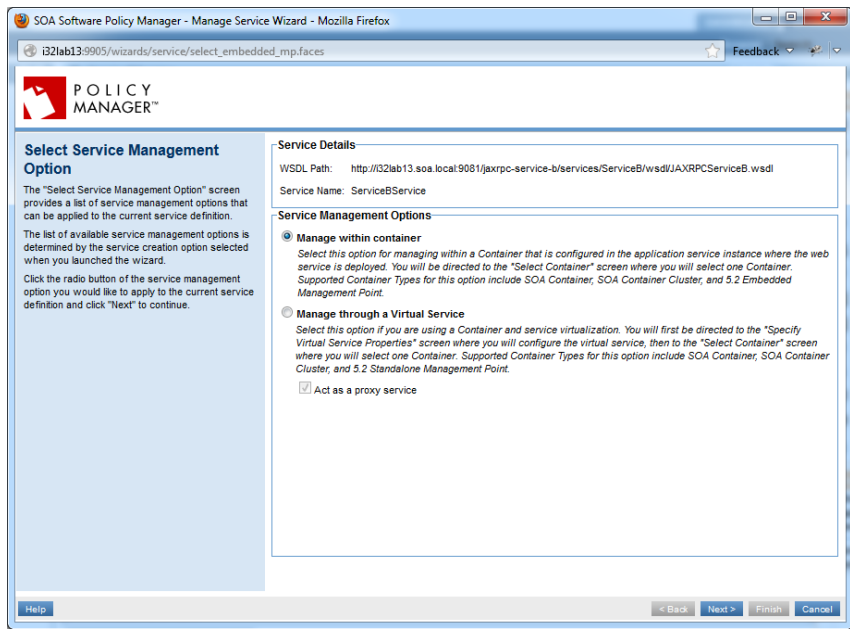 SOA Software Policy Manager - Manage Service Wizard - Mozilla Firefox
i32lab13:9905/wizards/service/select_embedded_mp.faces
Feedback
POLICY
MANAGER™
Select Service Management
Option
The "Select Service Management Option" screen
provides a list of service management options that
can be applied to the current service definition.
The list of available service management options is
determined by the service creation option selected
when you launched the wizard.
Click the radio button of the service management
option you would like to apply to the current service
definition and click "Next" to continue.
Service Details
WSDL Path: http://i32lab13.soa.local:9081/jaxrpc-service-b/services/ServiceB/wsdl/JAXRPCServiceB.wsdl
Service Name: ServiceBService
Service Management Options
Manage within container
Select this option for managing within a Container that is configured in the application service instance where the web
service is deployed. You will be directed to the "Select Container" screen where you will select one Container.
Supported Container Types for this option include SOA Container, SOA Container Cluster, and 5.2 Embedded
Management Point.
Manage through a Virtual Service
Select this option if you are using a Container and service virtualization. You will first be directed to the "Specify
Virtual Service Properties" screen where you will configure the virtual service, then to the "Select Container" screen
where you will select one Container. Supported Container Types for this option include SOA Container, SOA Container
Cluster, and 5.2 Standalone Management Point.
Act as a proxy service
Help
< Back
Next >
Finish
Cancel